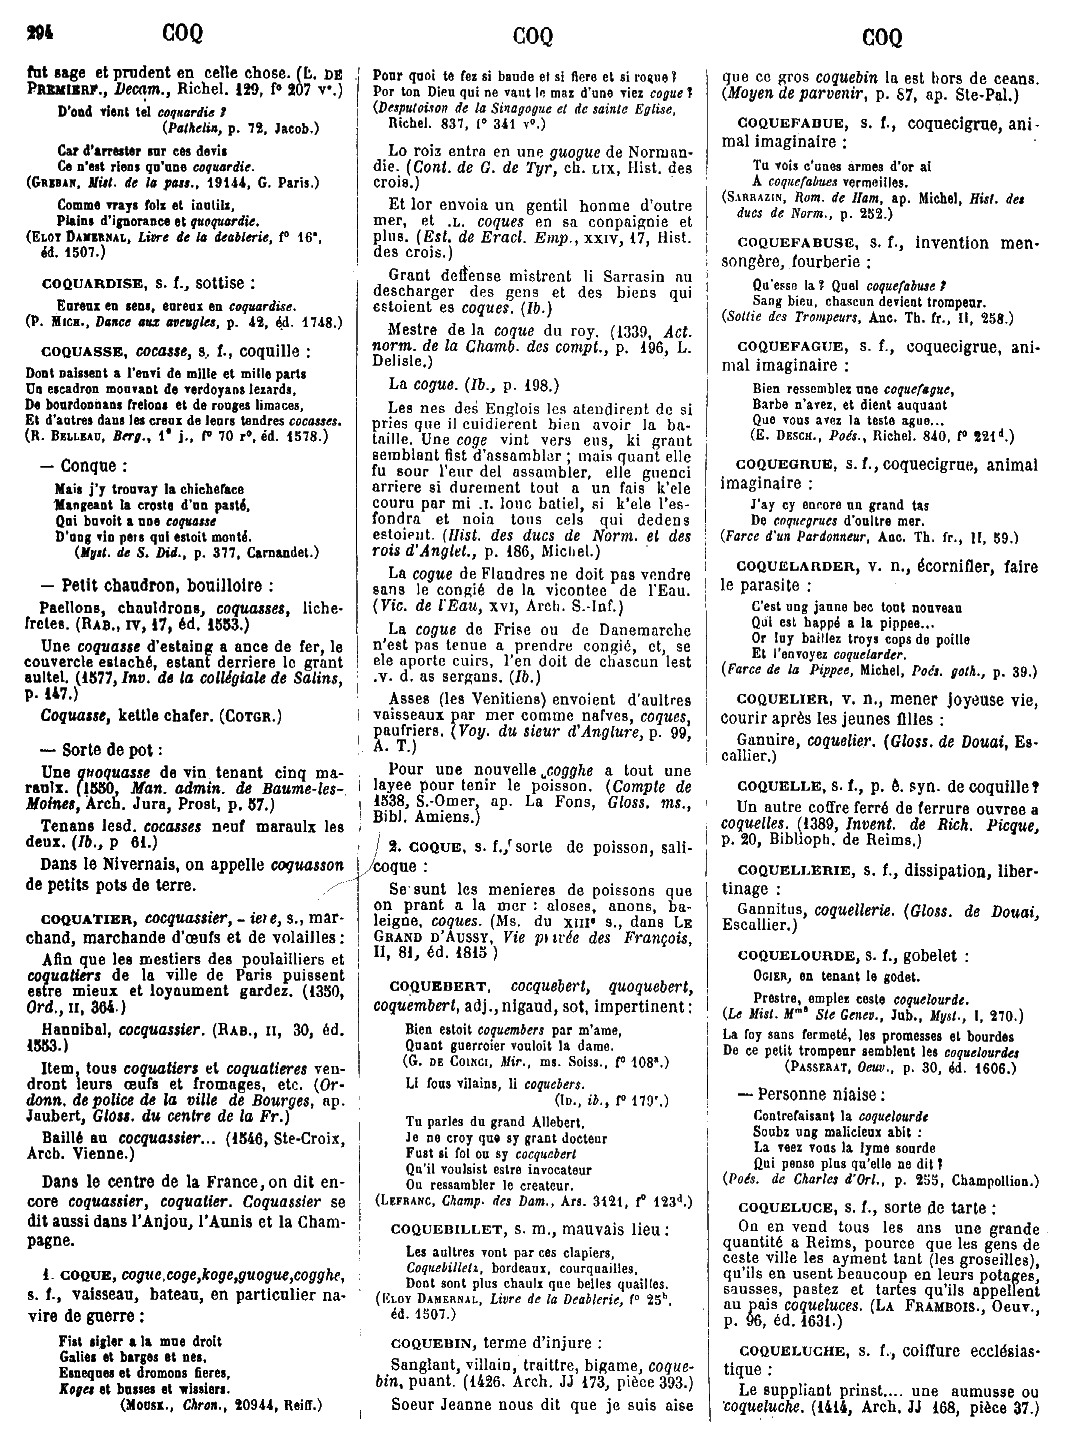 294 COQ COQ COQ
fut sage et prudent en celle chose. (L. DE
PREMIERF., Decam., Richel. 129, f° 207 v°.)
D'ond vient tel coquardie ?
(Pathelin, p. 72, Jacob.)
Car d'arrester sur ces devis
Ce n'est riens qu'une coquardie.
(GREBAN, Mist. de la pass., 19144, G. Paris.)
Comme vrays folz et inutilz,
Plains d'ignorance et quoquardie.
(ELOY DAMERNAL, Livre de la deablerie, f° 16ª,
éd. 1507.)
COQUARDISE, s. f., sottise :
Eureux en sens, eureux en coquardise.
(P. MICH., Dance aux aveugles, p. 42, éd. 1748.)
COQUASSE, cocasse, s. f., coquille :
Dont naissent a l'envi de mille et mille parts
Un escadron mouvant de verdoyans lezards,
De bourdonnans frelons et de rouges limaces,
Et d'autres dans les creux de leurs tendres cocasses.
(R. BELLEAU, Berg., 1ª j., f° 70 r°, éd. 1578.)
— Conque :
Mais j'y trouvay la chicheface
Mangeant la croste d'un pasté,
Qui buvoit a une coquasse
D'ung vin pers qui estoit monté.
(Myst. de S. Did., p. 377, Carnandet.)
— Petit chaudron, bouilloire :
Paellons, chauldrons, coquasses, liche-
fretes. (RAB., IV, 17, éd. 1553.)
Une coquasse d'estaing a ance de fer, le
couvercle estaché, estant derriere le grant
aultel. (1577, Inv. de la collégiale de Salins,
p. 147.)
Coquasse, kettle chafer. (COTGR.)
— Sorte de pot :
Une quoquasse de vin tenant cinq ma-
raulx. (1550, Man. admin. de Baume-les-
Moines, Arch. Jura, Prost, p. 57.)
Tenans lesd. cocasses neuf maraulx les
deux. (Ib., p 61.)
Dans le Nivernais, on appelle coquasson
de petits pots de terre.
COQUATIER, cocquassier, - iere, s., mar-
chand, marchande d'œufs et de volailles :
Afin que les mestiers des poulailliers et
coquatiers de la ville de Paris puissent
estre mieux et loyaument gardez. (1350,
Ord., II, 364.)
Hannibal, cocquassier. (RAB., II, 30, éd.
1553.)
Item, tous coquatiers et coquatieres ven-
dront leurs œufs et fromages, etc. (Or-
donn. de police de la ville de Bourges, ap.
Jaubert, Gloss. du centre de la Fr.)
Baillé au cocquassier... (1546, Ste-Croix,
Arch. Vienne.)
Dans le centre de la France, on dit en-
core coquassier, coquatier. Coquassier se
dit aussi dans l'Anjou, l'Aunis et la Cham-
pagne.
1. COQUE, cogue, coge, koge, guogue, cogghe,
s. f., vaisseau, bateau, en particulier na-
vire de guerre :
Fist sigler a la mue droit
Galies et barges et nes,
Esneques et dromons fieres,
Koges et busses et wissiers.
(MOUSK., Chron., 20944, Reiff.)
Pour quoi te fez si baude et si fiere et si rogue ?
Por ton Dieu qui ne vaut le maz d'une viez cogue ?
(Desputoison de la Sinagogue et de sainte Eglise,
Richel. 837, f° 341 v°.)
Lo roiz entra en une guogue de Norman-
die. (Cont. de G. de Tyr, ch. LIX, Hist. des
crois.)
Et lor envoia un gentil homme d'outre
mer, et .L. coques en sa conpaignie et
plus. (Est. de Eracl. Emp., XXIV, 17, Hist.
des crois.)
Grant deffense mistrent li Sarrasin au
descharger des gens et des biens qui
estoient es coques. (Ib.)
Mestre de la coque du roy. (1339, Act.
norm. de la Chamb. des compt., p. 196, L.
Delisle.)
La cogue. (Ib., p. 198.)
Les nes des Englois les atendirent de si
pries que il cuidierent bien avoir la ba-
taille. Une coge vint vers eus, ki grant
semblant fist d'assambler ; mais quant elle
fu sour l'eur del assambler, elle guenci
arriere si durement tout a un fais k'ele
couru par mi .I. lonc batiel, si k'ele l'es-
fondra et noia tous cels qui dedens
estoient. (Hist. des ducs de Norm. et des
rois d'Anglet., p. 186, Michel.)
La cogue de Flandres ne doit pas vendre
sans le congié de la vicontee de l'Eau.
(Vic. de l'Eau, XVI, Arch. S.-Inf.)
La cogue de Frise ou de Danemarche
n'est pas tenue a prendre congié, et, se
ele aporte cuirs, l'en doit de chascun lest
.v. d. as sergans. (Ib.)
Asses (les Venitiens) envoient d'aultres
vaisseaux par mer comme nafves, coques,
paufriers. (Voy. du sieur d'Anglure, p. 99,
A. T.)
Pour une nouvelle cogghe a tout une
layee pour tenir le poisson. (Compte de
1538, S.-Omer, ap. La Fons, Gloss. ms.,
Bibl. Amiens.)
2. COQUE, s. f., sorte de poisson, sali-
coque :
Se sunt les menieres de poissons que
on prant a la mer : aloses, anons, ba-
leigne, coques. (Ms. du XIIIe s., dans LE
GRAND D'AUSSY, Vie privée des François,
II, 81, éd. 1815 )
COQUEBERT, cocquebert, quoquebert,
coquembert, adj., nigaud, sot, impertinent :
Bien estoit coquembers par m'ame,
Quant guerroier vouloit la dame.
(G. DE COINCI, Mir., ms. Soiss., f° 108ª.)
Li fous vilains, li coquebers.
(ID., ib., f° 179ᶜ.)
Tu parles du grand Allebert,
Je ne croy que sy grant docteur
Fust si fol ou sy cocquebert
Qu'il voulsist estre invocateur
Ou ressambler le createur.
(LEFRANC, Champ. des Dam., Ars. 3121, f° 123ᵈ.)
COQUEBILLET, s. m., mauvais lieu :
Les aultres vont par ces clapiers,
Coquebilletz, bordeaux, courquailles,
Dont sont plus chaulx que belles quailles.
(ELOY DAMERNAL, Livre de la Deablerie, f° 25ᵇ,
éd. 1507.)
COQUEBIN, terme d'injure :
Sanglant, villain, traittre, bigame, coque-
bin, puant. (1426. Arch. JJ 173, pièce 393.)
Soeur Jeanne nous dit que je suis aise
que ce gros coquebin la est hors de ceans.
(Moyen de parvenir, p. 87, ap. Ste-Pal.)
COQUEFABUE, s. f., coquecigrue, ani-
mal imaginaire :
Tu vois c'unes armes d'or ai
A coquefabues vermeilles.
(SARRAZIN, Rom. de Ham, ap. Michel, Hist. des
ducs de Norm., p. 252.)
COQUEFABUSE, s. f., invention men-
songère, fourberie :
Qu'esse la ? Quel coquefabuse ?
Sang bieu, chascun devient trompeur.
(Sottie des Trompeurs, Anc. Th. fr., II, 258.)
COQUEFAGUE, s. f., coquecigrue, ani-
mal imaginaire :
Bien ressemblez une coquefague,
Barbe n'avez, et dient auquant
Que vous avez la teste ague...
(E. DESCH., Poés., Richel. 840, f° 221ᵈ.)
COQUEGRUE, s. f., coquecigrue, animal
imaginaire :
J'ay cy encore un grand tas
De coquegrues d'oultre mer.
(Farce d'un Pardonneur, Anc. Th. fr., II, 59.)
COQUELARDER, v. n., écornifler, faire
le parasite :
C'est ung jaune bec tout nouveau
Qui est happé a la pippee...
Or luy baillez troys cops de poille
Et l'envoyez coquelarder.
(Farce de la Pippee, Michel, Poés. goth., p. 39.)
COQUELIER, v. n., mener joyeuse vie,
courir après les jeunes filles :
Gannire, coquelier. (Gloss. de Douai, Es-
callier.)
COQUELLE, s. f., p. ê. syn. de coquille ?
Un autre coffre ferré de ferrure ouvree a
coquelles. (1389, Invent. de Rich. Picque,
p. 20, Biblioph. de Reims.)
COQUELLERIE, s. f., dissipation, liber-
tinage :
Gannitus, coquellerie. (Gloss. de Douai,
Escallier.)
COQUELOURDE, s. f., gobelet :
OGIER, en tenant le godet.
Prestre, emplez ceste coquelourde.
(Le Mist. Mᵐᵉ Ste Genev., Jub., Myst., I, 270.)
La foy sans fermeté, les promesses et bourdes
De ce petit trompeur semblent les coquelourdes
(PASSERAT, Oeuv., p. 30, éd. 1606.)
— Personne niaise :
Contrefaisant la coquelourde
Soubz ung malicieux abit :
La veez vous la lyme sourde
Qui pense plus qu'elle ne dit ?
(Poés. de Charles d'Orl., p. 255, Champollion.)
COQUELUCE, s. f., sorte de tarte :
On en vend tous les ans une grande
quantité a Reims, pource que les gens de
ceste ville les ayment tant (les groseilles),
qu'ils en usent beaucoup en leurs potages,
sausses, pastez et tartes qu'ils appellent
au pais coqueluces. (LA FRAMBOIS., Oeuv.,
p. 96, éd. 1631.)
COQUELUCHE, s. f., coiffure ecclésias-
tique :
Le suppliant prinst.... une aumusse ou
coqueluche. (1414, Arch. JJ 168, pièce 37.)